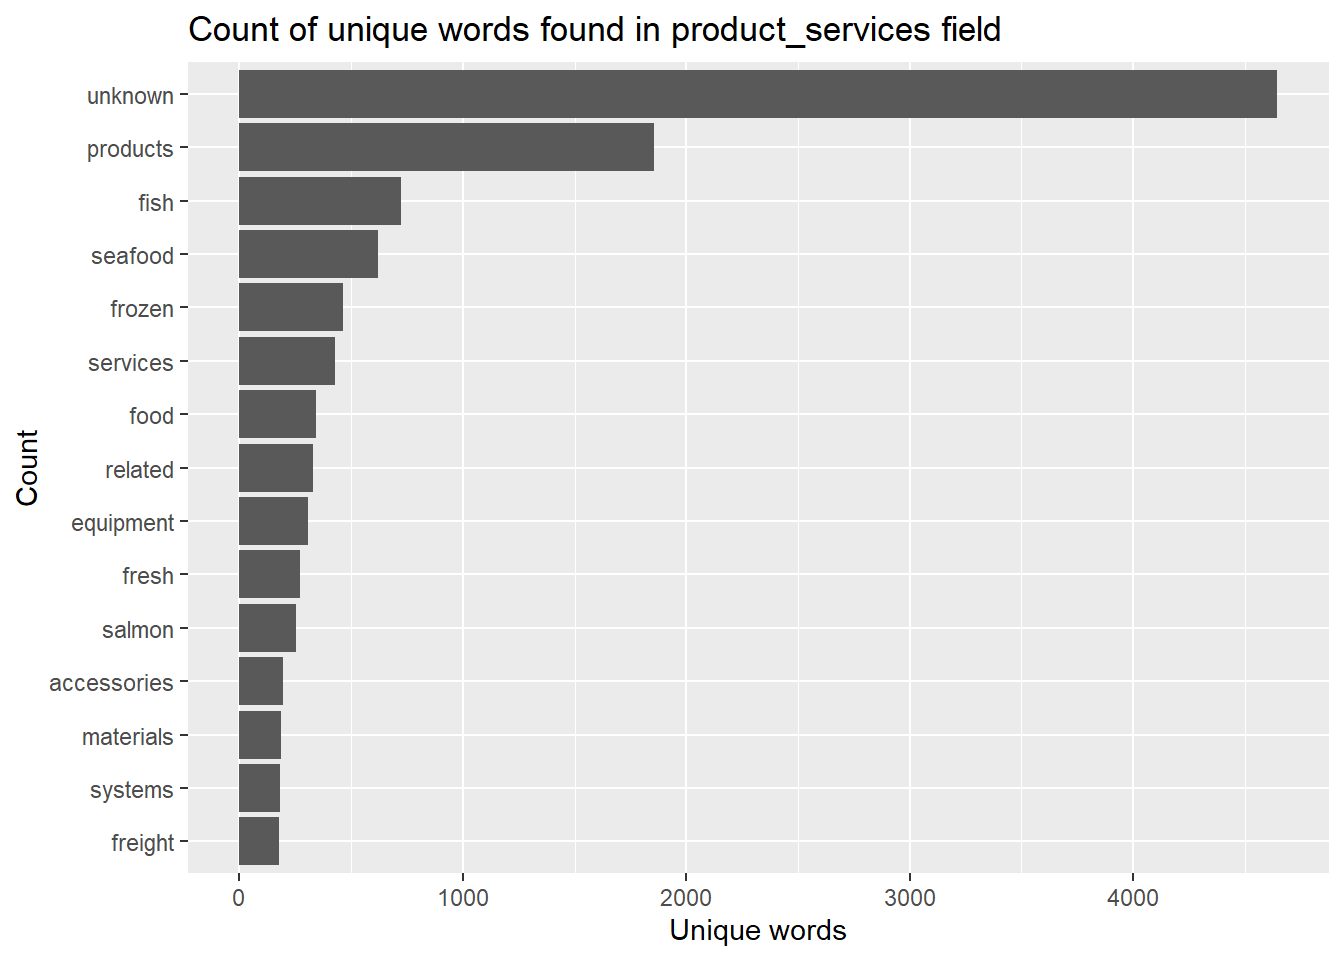 Count of unique words found in product_services field
unknown
products
fish
seafood
frozen
services
food
related
equipment
fresh
salmon
accessories
materials
systems
freight
Count
0 1000 2000 3000 4000
Unique words